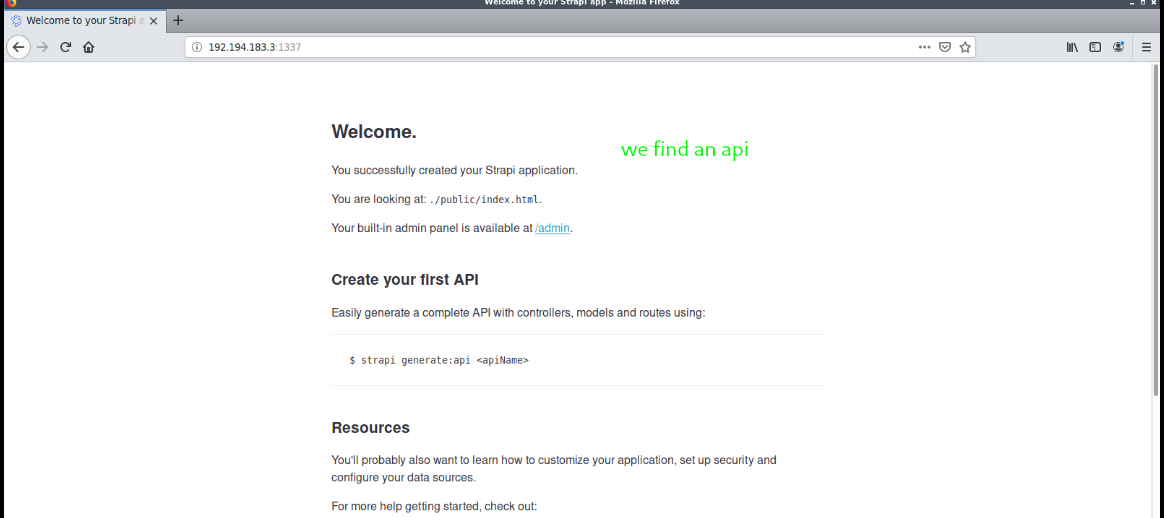 Welcome to your Strapi app - Mozilla Firefox
Welcome to your Strapi a
192.194.183.3:1337
Welcome.
we find an api
You successfully created your Strapi application.
You are looking at: ./public/index.html.
Your built-in admin panel is available at /admin.
Create your first API
Easily generate a complete API with controllers, models and routes using:
$ strapi generate:api <apiName>
Resources
You'll probably also want to learn how to customize your application, set up security and
configure your data sources.
For more help getting started, check out: